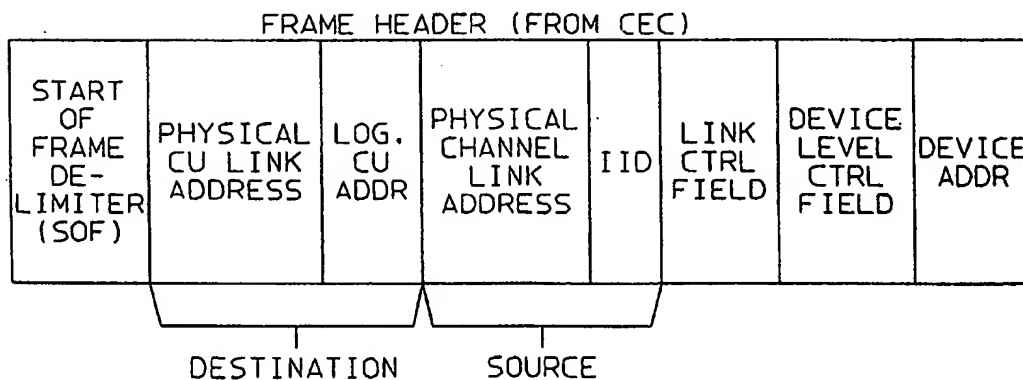 FRAME HEADER (FROM CEC)
START
OF
FRAME
DE-
LIMITER
(SOF)
PHYSICAL
CU LINK
ADDRESS
LOG.
CU
ADDR
PHYSICAL
CHANNEL
LINK
ADDRESS
IID
LINK
CTRL
FIELD
DEVICE
LEVEL
CTRL
FIELD
DEVICE
ADDR
DESTINATION
SOURCE